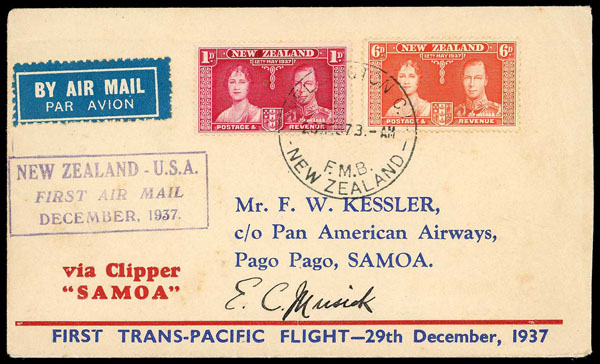 BY AIR MAIL
PAR AVION
1D NEW ZEALAND 1D
12TH MAY 1937
POSTAGE & REVENUE
6D NEW ZEALAND 6D
12TH MAY 1937
POSTAGE & REVENUE
3.-AM
F.M.B.
-NEW ZEALAND-
NEW ZEALAND - U.S.A.
FIRST AIR MAIL
DECEMBER, 1937.
Mr. F. W. KESSLER,
c/o Pan American Airways,
Pago Pago, SAMOA.
via Clipper
"SAMOA"
E. C. Musick
FIRST TRANS-PACIFIC FLIGHT—29th December, 1937